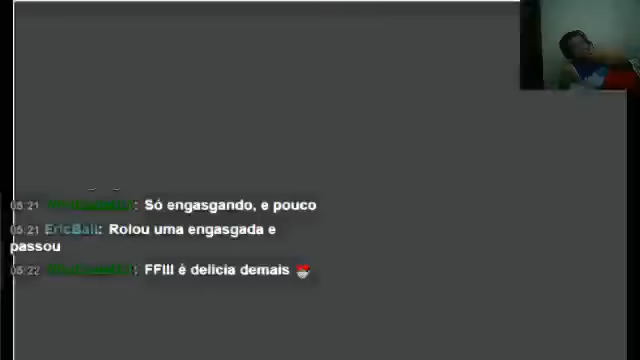 05:21 : Só engasgando, e pouco
05:21 EricBall: Rolou uma engasgada e
passou
05:22 : FFIII é delicia demais